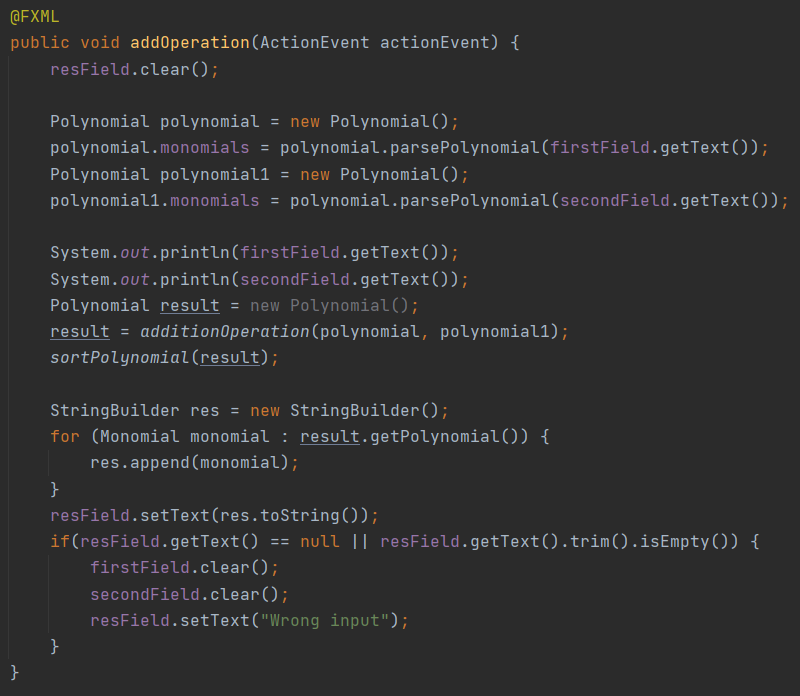 @FXML
public void addOperation(ActionEvent actionEvent) {
    resField.clear();

    Polynomial polynomial = new Polynomial();
    polynomial.monomials = polynomial.parsePolynomial(firstField.getText());
    Polynomial polynomial1 = new Polynomial();
    polynomial1.monomials = polynomial.parsePolynomial(secondField.getText());

    System.out.println(firstField.getText());
    System.out.println(secondField.getText());
    Polynomial result = new Polynomial();
    result = additionOperation(polynomial, polynomial1);
    sortPolynomial(result);

    StringBuilder res = new StringBuilder();
    for (Monomial monomial : result.getPolynomial()) {
        res.append(monomial);
    }
    resField.setText(res.toString());
    if(resField.getText() == null || resField.getText().trim().isEmpty()) {
        firstField.clear();
        secondField.clear();
        resField.setText("Wrong input");
    }
}